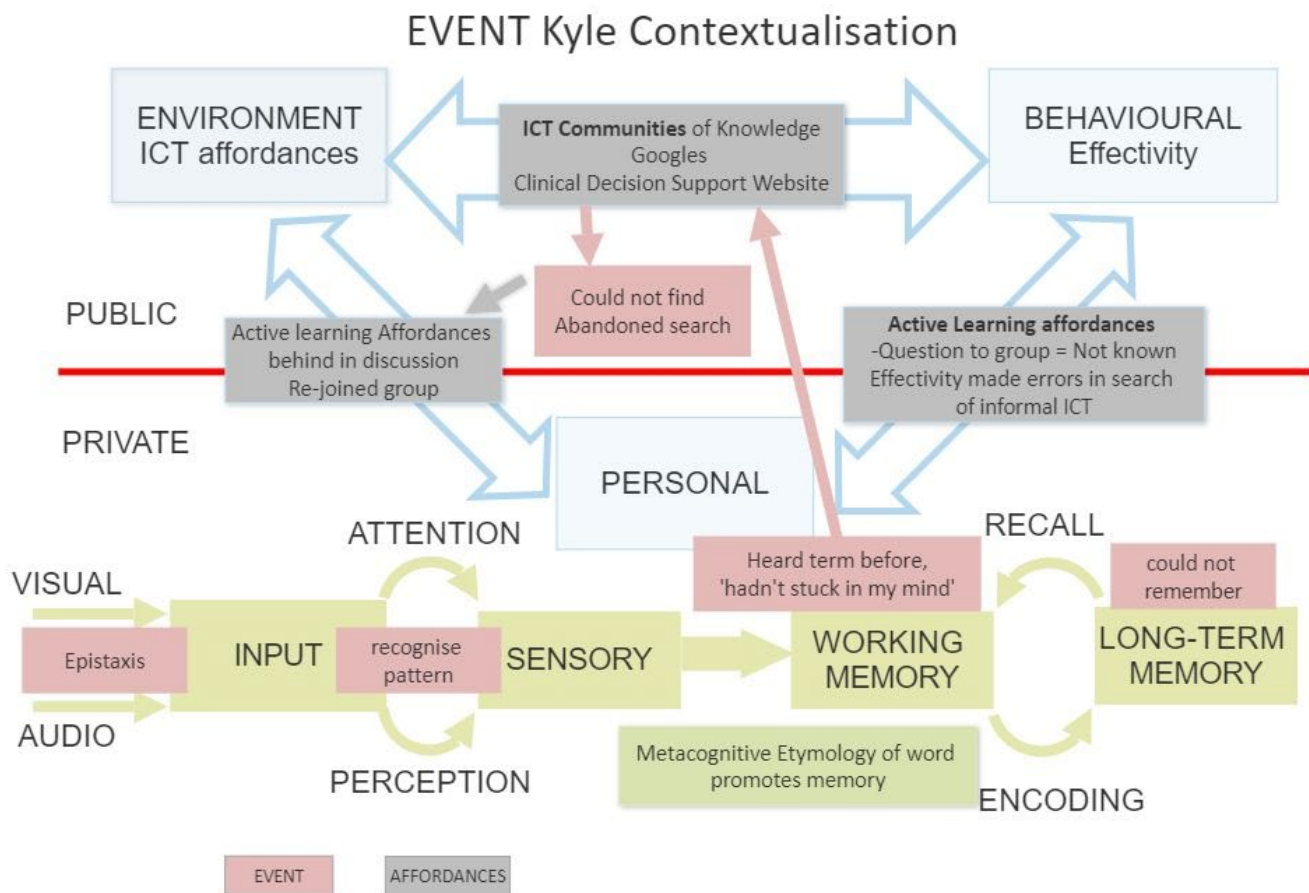 EVENT Kyle Contextualisation
ENVIRONMENT
ICT affordances
ICT Communities of Knowledge
Googles
Clinical Decision Support Website
BEHAVIOURAL
Effectivity
Could not find
Abandoned search
PUBLIC
Active learning Affordances
behind in discussion
Re-joined group
Active Learning affordances
-Question to group = Not known
Effectivity made errors in search
of informal ICT
PRIVATE
PERSONAL
ATTENTION
RECALL
Heard term before,
'hadn't stuck in my mind'
could not
remember
VISUAL
Epistaxis
INPUT
recognise
pattern
SENSORY
WORKING
MEMORY
LONG-TERM
MEMORY
AUDIO
PERCEPTION
Metacognitive Etymology of word
promotes memory
ENCODING
EVENT
AFFORDANCES